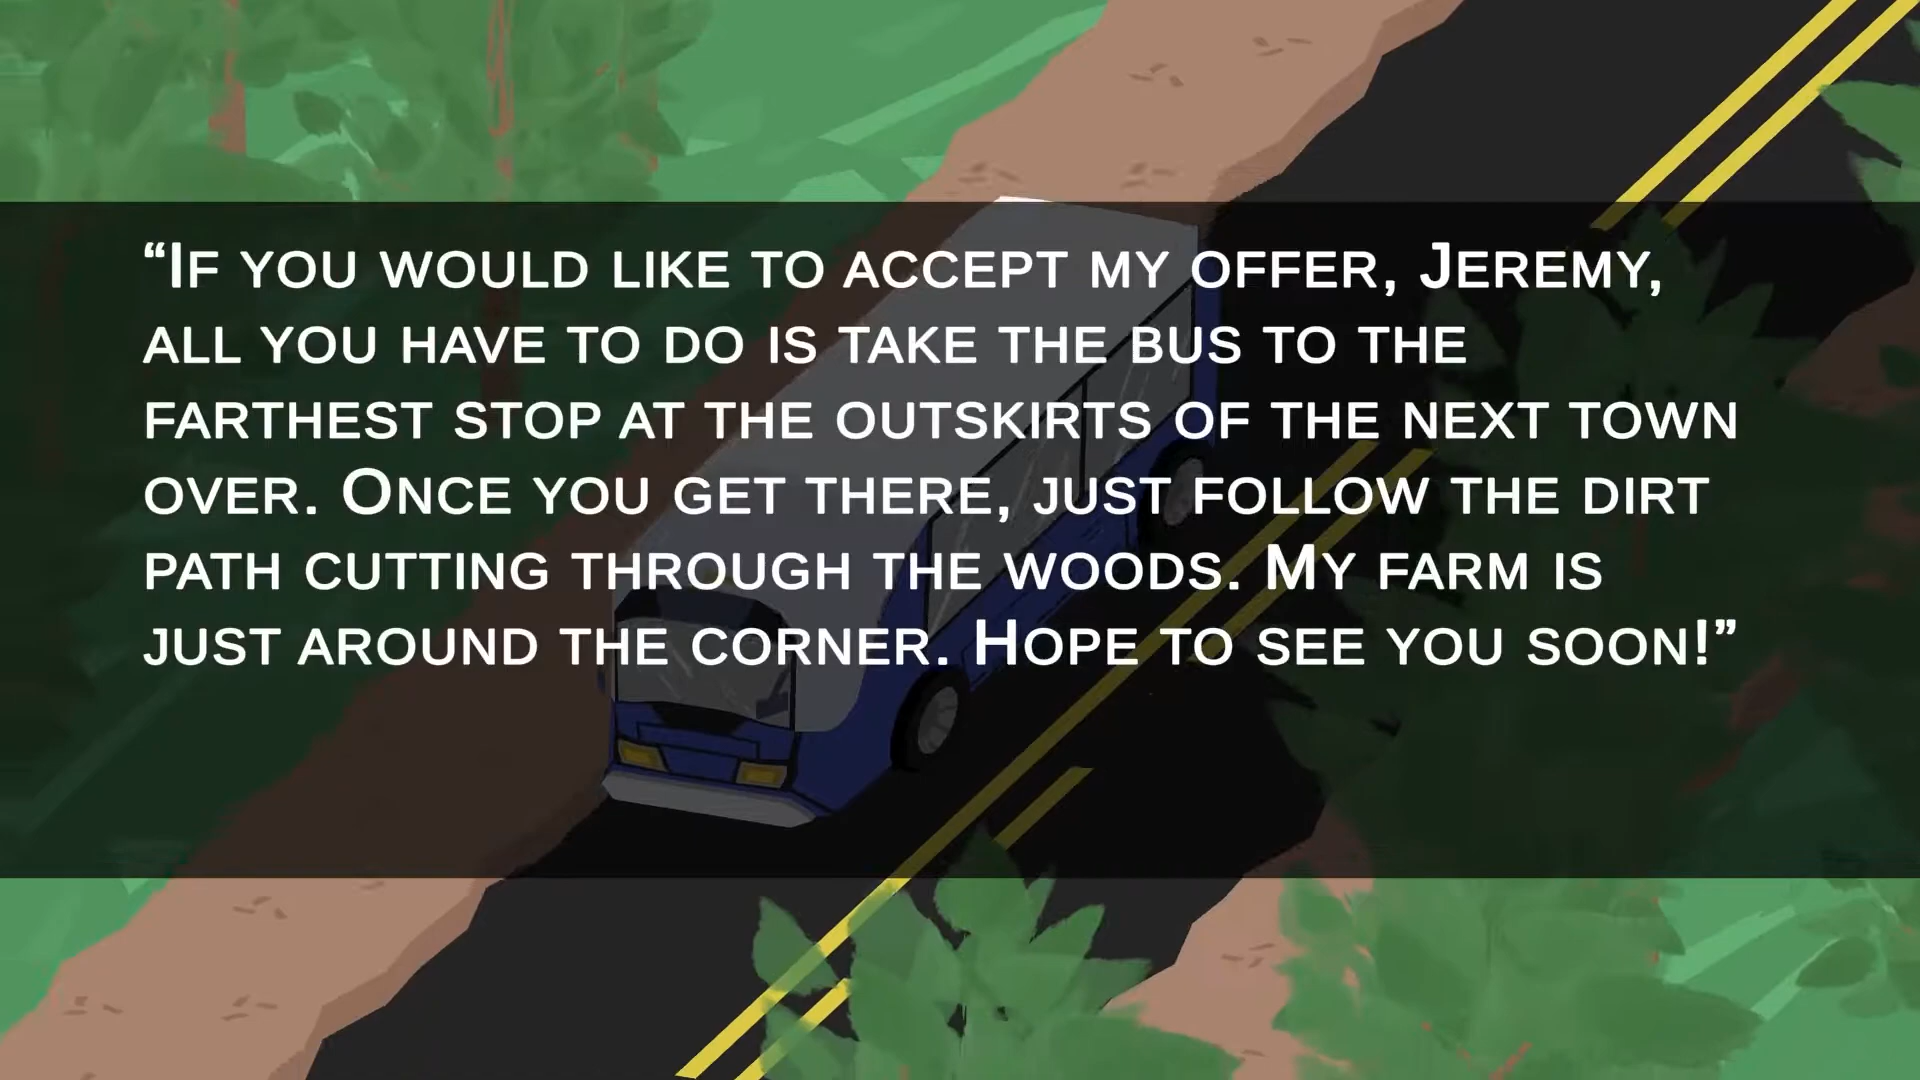 “If you would like to accept my offer, Jeremy,
all you have to do is take the bus to the
farthest stop at the outskirts of the next town
over. Once you get there, just follow the dirt
path cutting through the woods. My farm is
just around the corner. Hope to see you soon!”